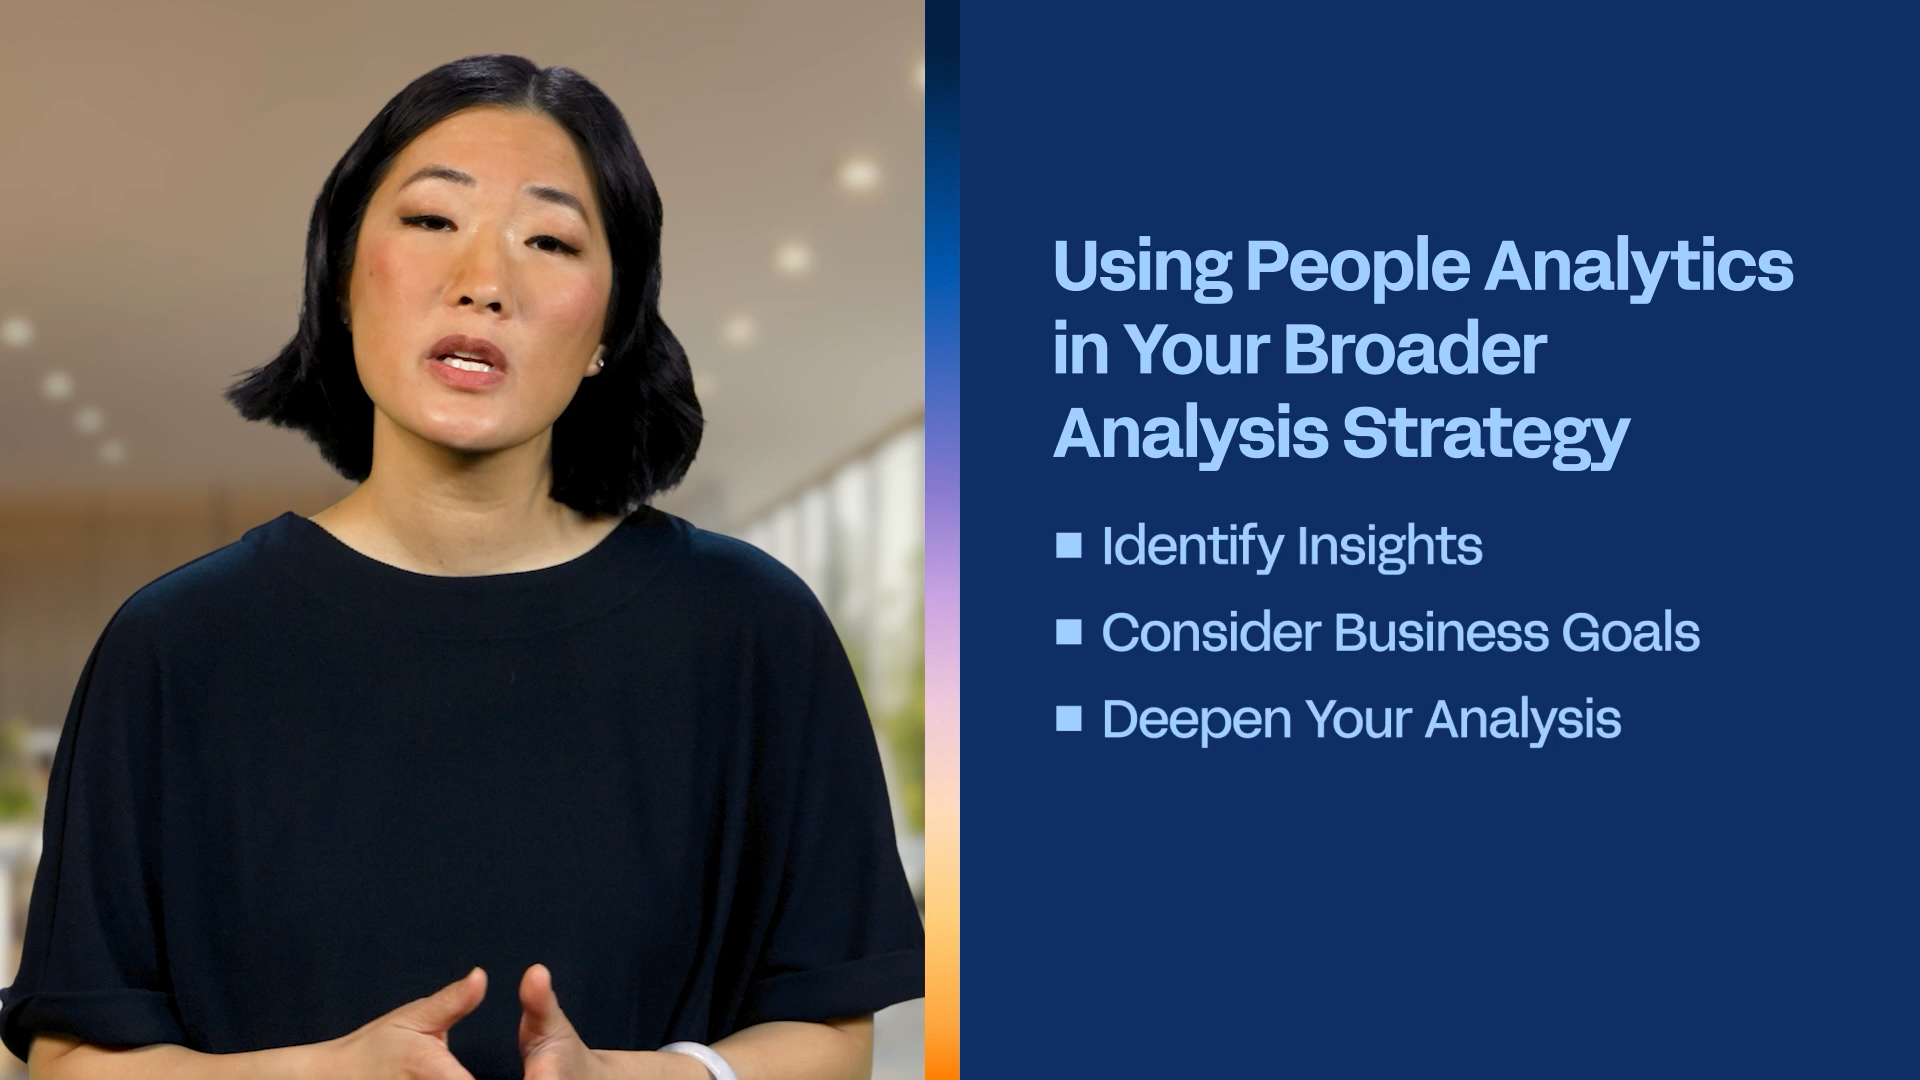 Using People Analytics
in Your Broader
Analysis Strategy
■ Identify Insights
■ Consider Business Goals
■ Deepen Your Analysis